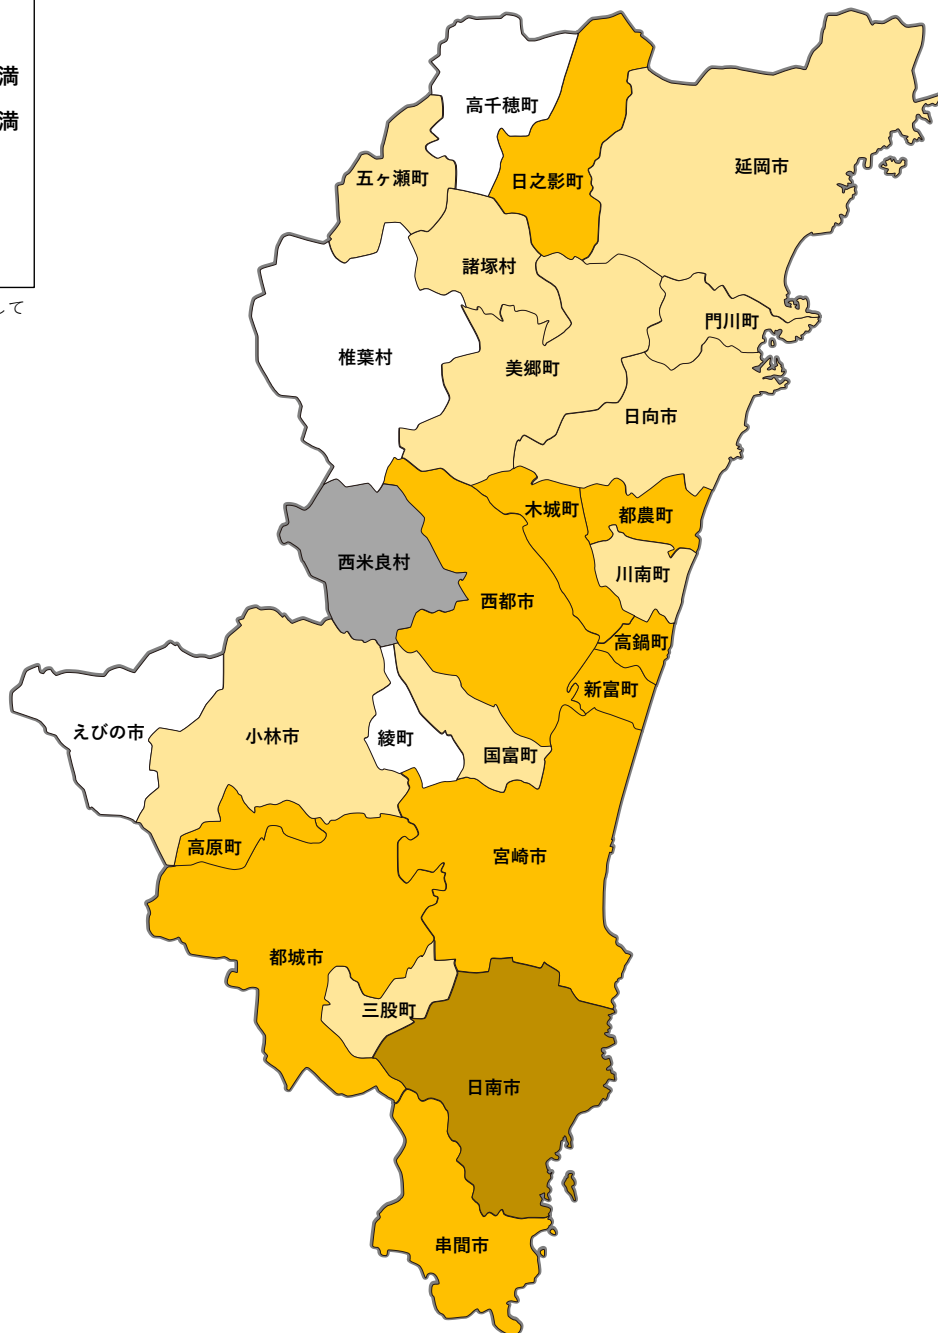 満
満
して
高千穂町
五ヶ瀬町
日之影町
延岡市
諸塚村
門川町
椎葉村
美郷町
日向市
木城町
都農町
西米良村
川南町
西都市
高鍋町
新富町
えびの市
小林市
綾町
国富町
高原町
宮崎市
都城市
三股町
日南市
串間市